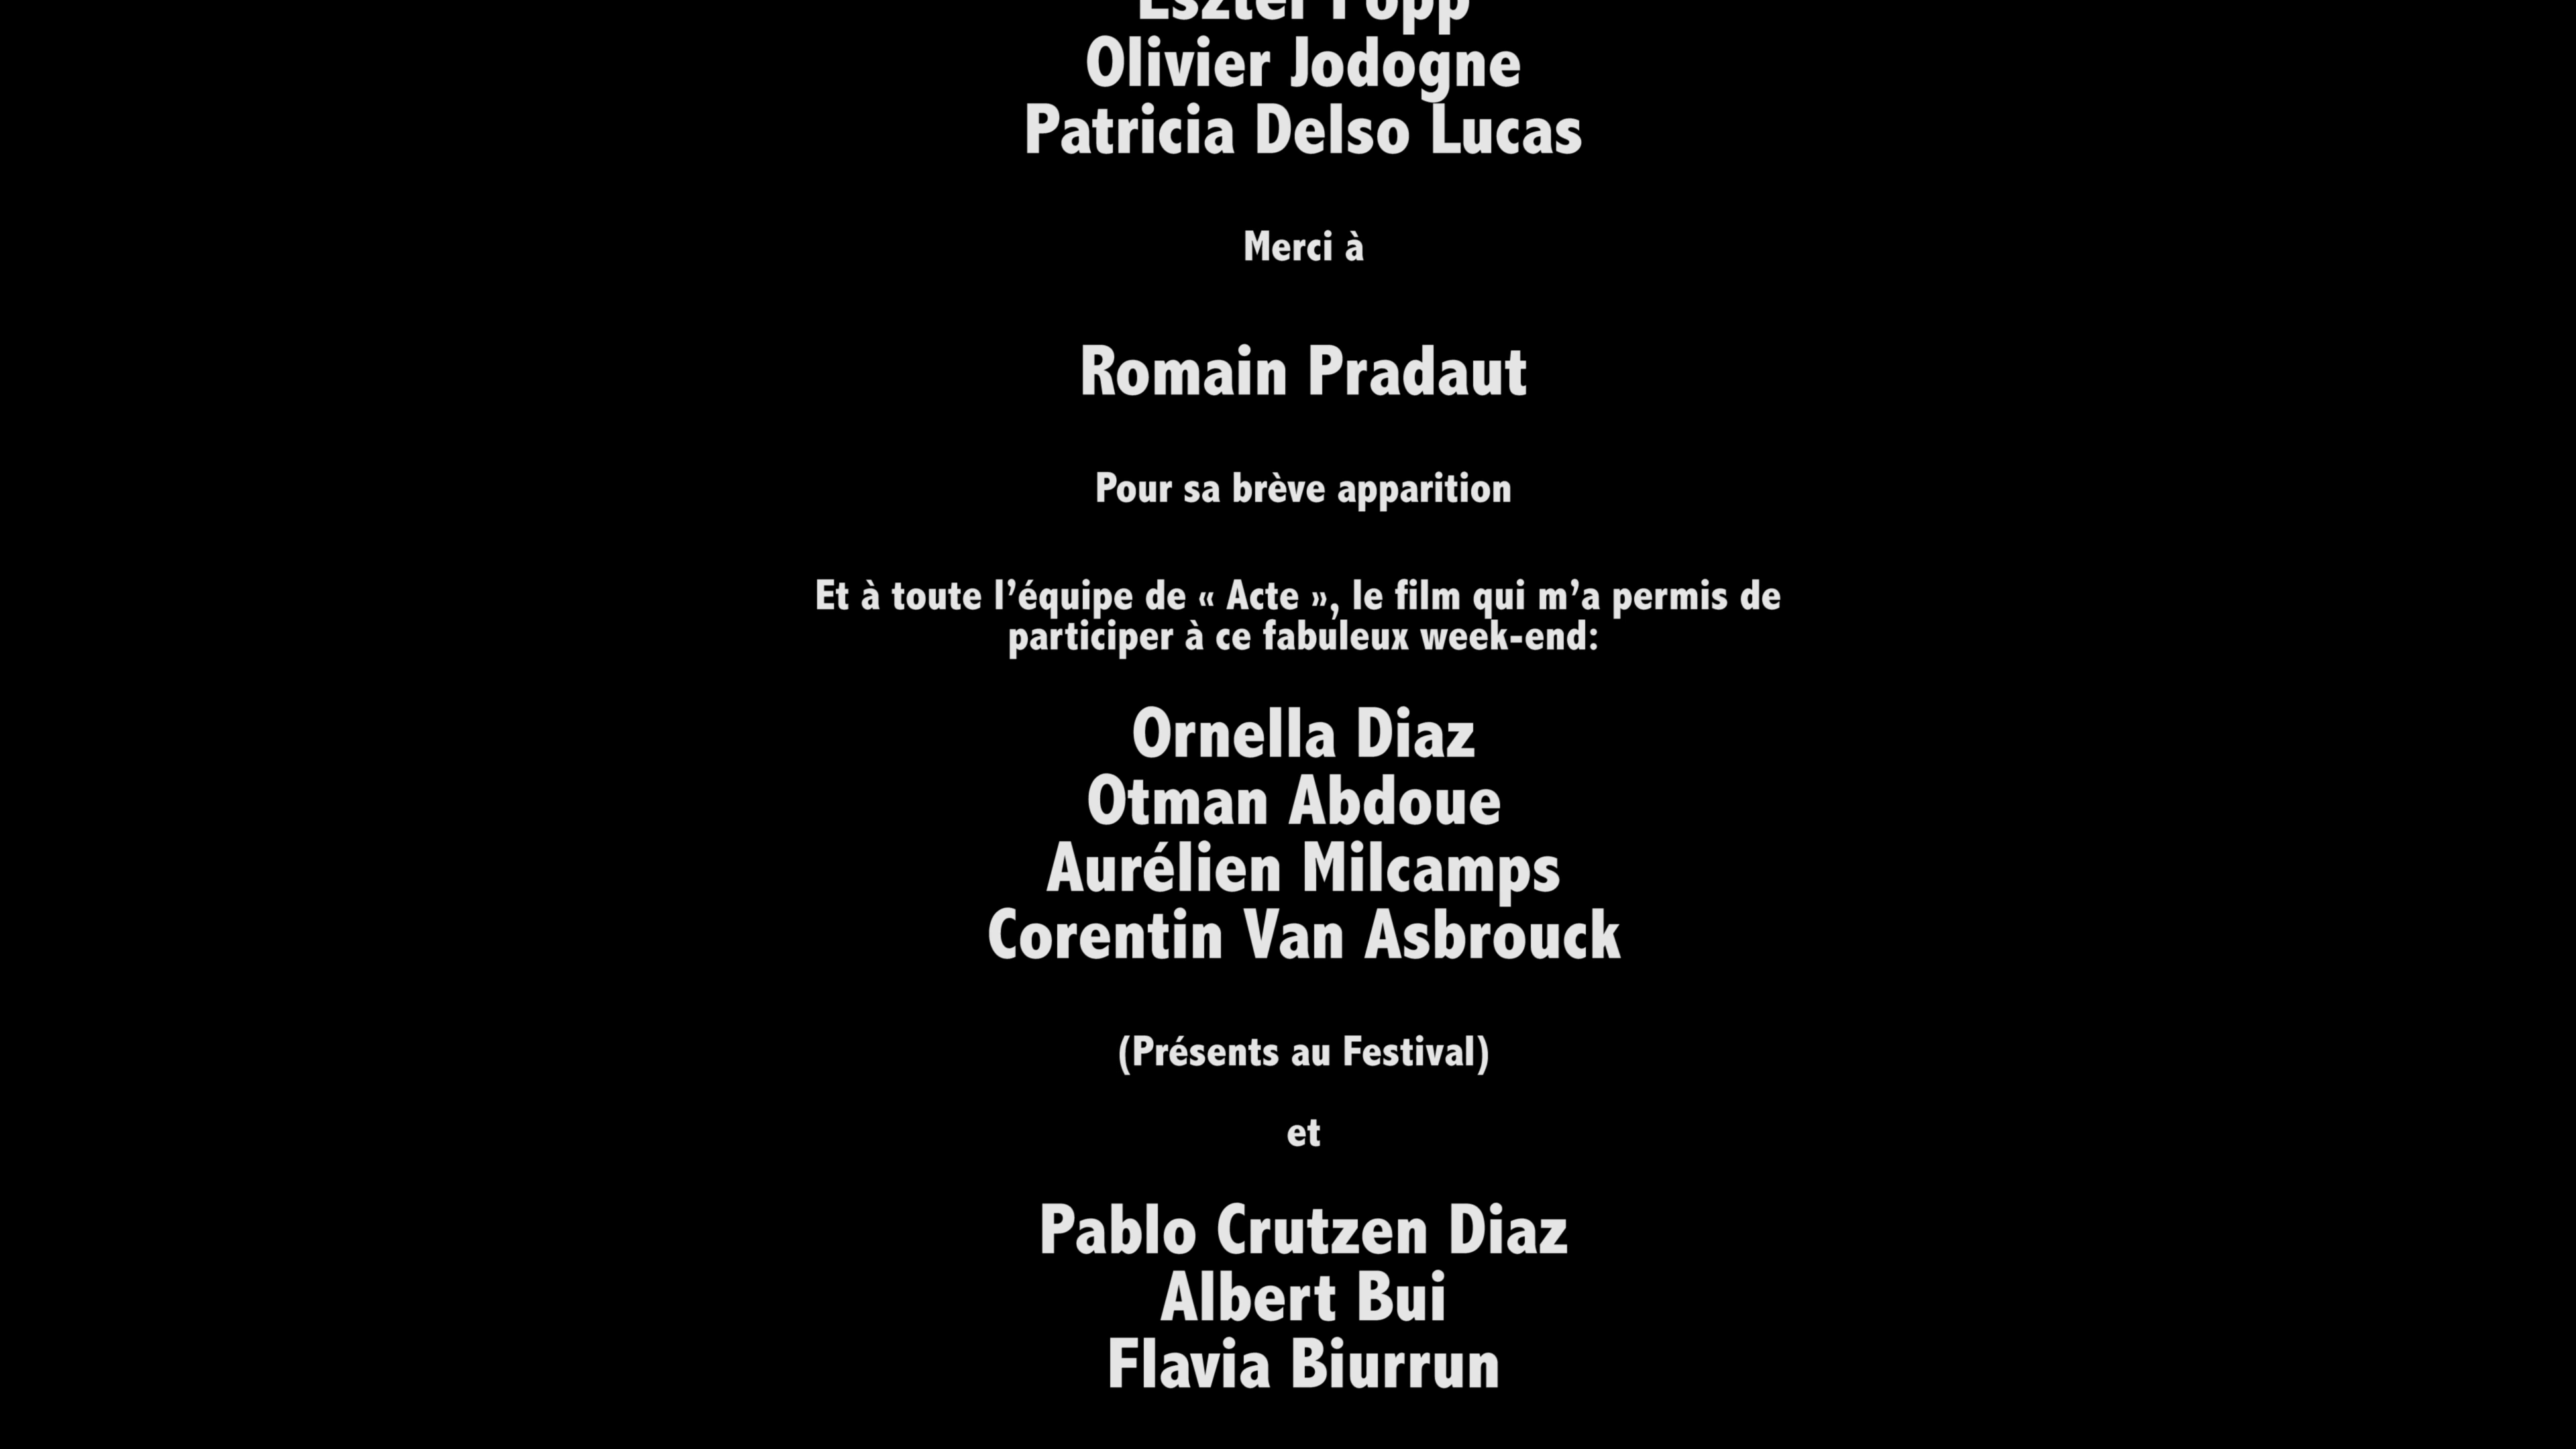 Eszter Popp
Olivier Jodogne
Patricia Delso Lucas
Merci à
Romain Pradaut
Pour sa brève apparition
Et à toute l’équipe de « Acte », le film qui m’a permis de
participer à ce fabuleux week-end:
Ornella Diaz
Otman Abdoue
Aurélien Milcamps
Corentin Van Asbrouck
(Présents au Festival)
et
Pablo Crutzen Diaz
Albert Bui
Flavia Biurrun